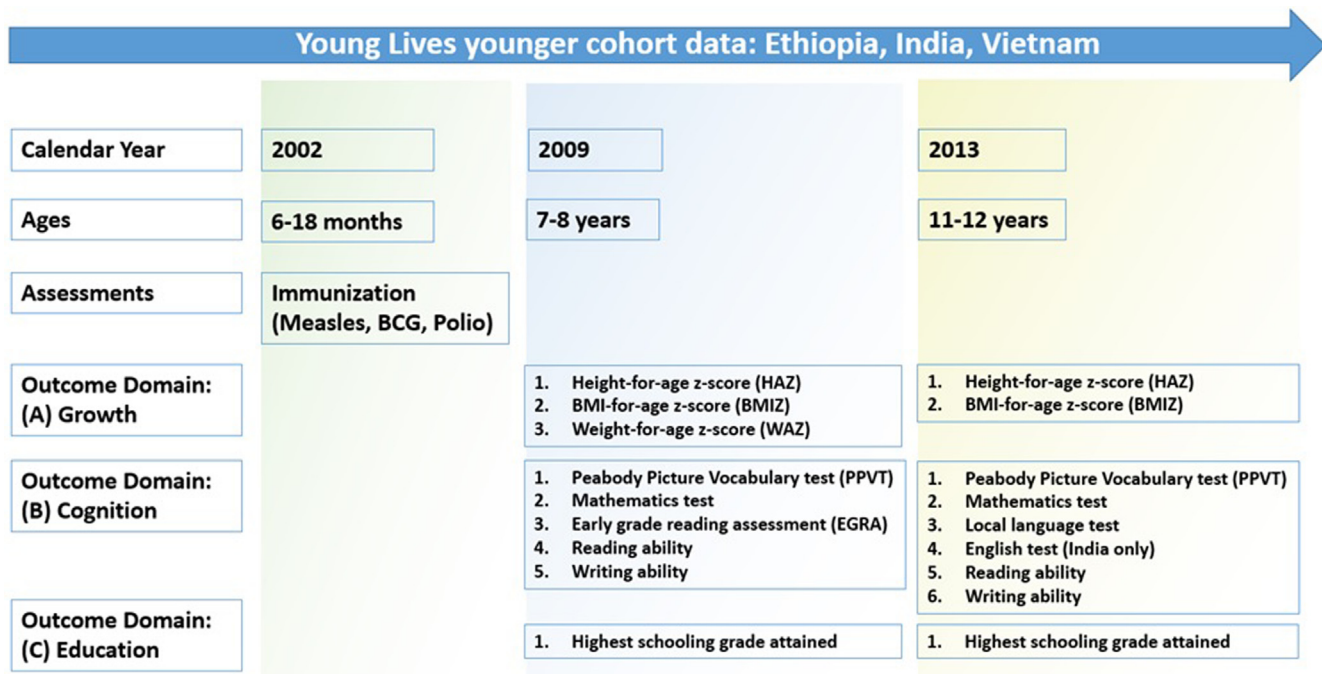 Young Lives younger cohort data: Ethiopia, India, Vietnam
Calendar Year
2002
2009
2013
Ages
6-18 months
7-8 years
11-12 years
Assessments
Immunization
(Measles, BCG, Polio)
Outcome Domain:
(A) Growth
1. Height-for-age z-score (HAZ)
2. BMI-for-age z-score (BMIZ)
3. Weight-for-age z-score (WAZ)
1. Height-for-age z-score (HAZ)
2. BMI-for-age z-score (BMIZ)
Outcome Domain:
(B) Cognition
1. Peabody Picture Vocabulary test (PPVT)
2. Mathematics test
3. Early grade reading assessment (EGRA)
4. Reading ability
5. Writing ability
1. Peabody Picture Vocabulary test (PPVT)
2. Mathematics test
3. Local language test
4. English test (India only)
5. Reading ability
6. Writing ability
Outcome Domain:
(C) Education
1. Highest schooling grade attained
1. Highest schooling grade attained